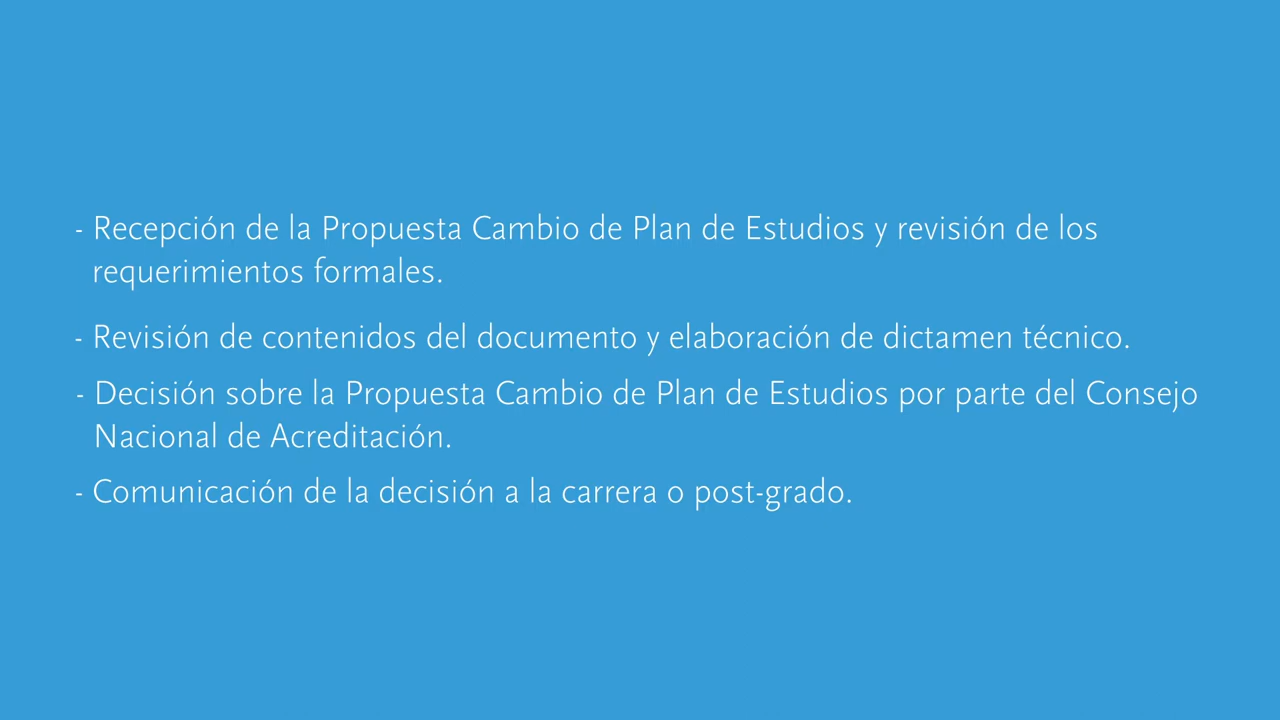 - Recepción de la Propuesta Cambio de Plan de Estudios y revisión de los
requerimientos formales.
- Revisión de contenidos del documento y elaboración de dictamen técnico.
- Decisión sobre la Propuesta Cambio de Plan de Estudios por parte del Consejo
Nacional de Acreditación.
- Comunicación de la decisión a la carrera o post-grado.